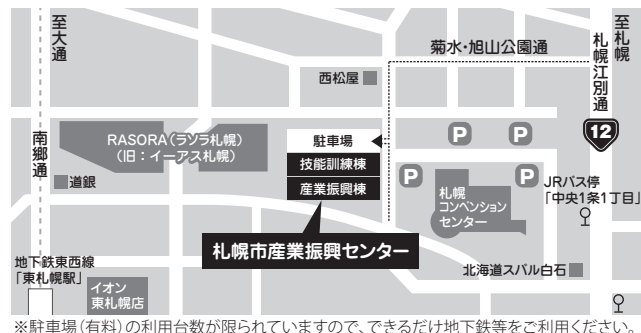 至大通
南郷通
至札幌
札幌江別通
菊水・旭山公園通
西松屋
12
RASORA（ラソラ札幌）
（旧：イーアス札幌）
駐車場
技能訓練棟
産業振興棟
P
P
P
P
道銀
札幌
コンベンション
センター
JRバス停
「中央1条1丁目」
札幌市産業振興センター
地下鉄東西線
「東札幌駅」
イオン
東札幌店
北海道スバル白石
※駐車場（有料）の利用台数が限られていますので、できるだけ地下鉄等をご利用ください。